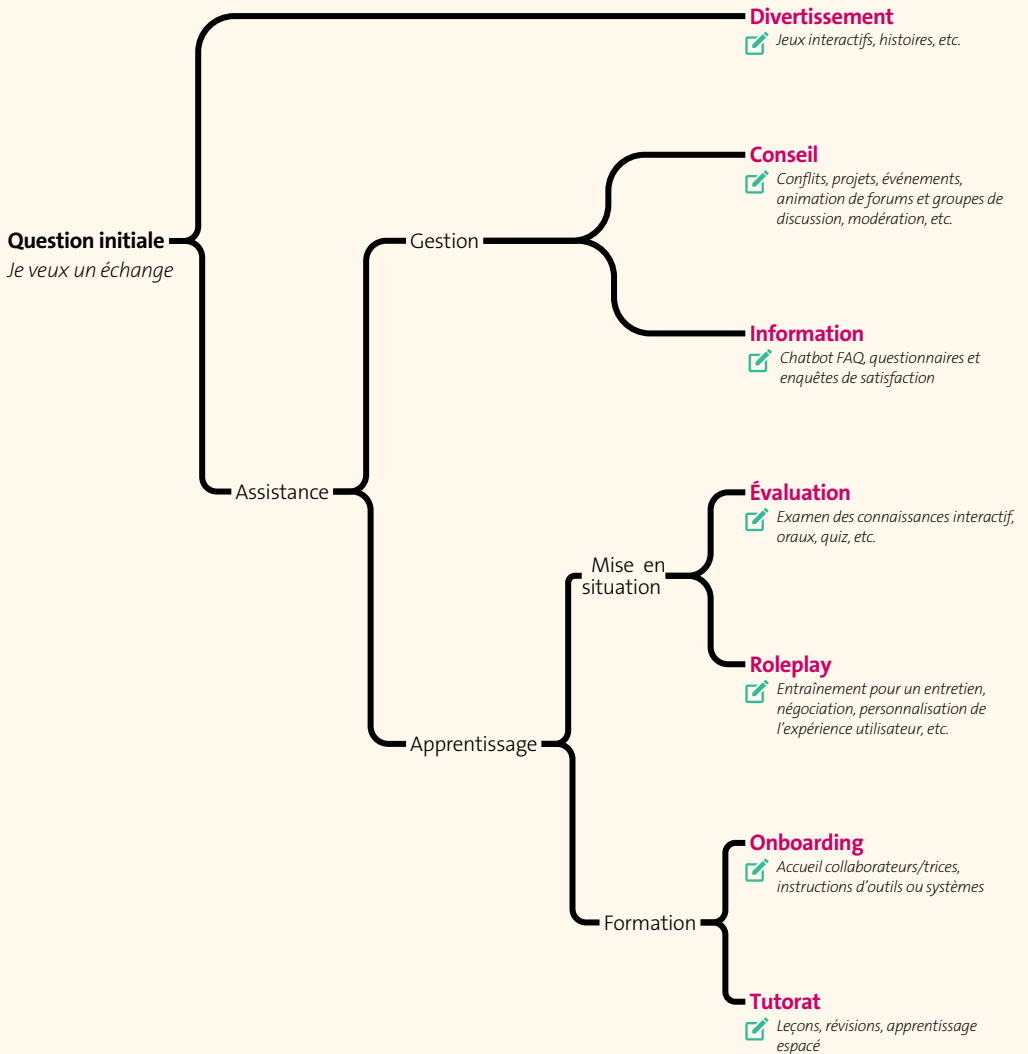 Divertissement
Jeux interactifs, histoires, etc.
Conseil
Conflits, projets, événements,
animation de forums et groupes de
discussion, modération, etc.
Question initiale
Je veux un échange
Gestion
Information
Chatbot FAQ, questionnaires et
enquêtes de satisfaction
Assistance
Évaluation
Examen des connaissances interactif,
oraux, quiz, etc.
Mise en
situation
Roleplay
Entraînement pour un entretien,
négociation, personnalisation de
l'expérience utilisateur, etc.
Apprentissage
Onboarding
Accueil collaborateurs/trices,
instructions d'outils ou systèmes
Formation
Tutorat
Leçons, révisions, apprentissage
espacé